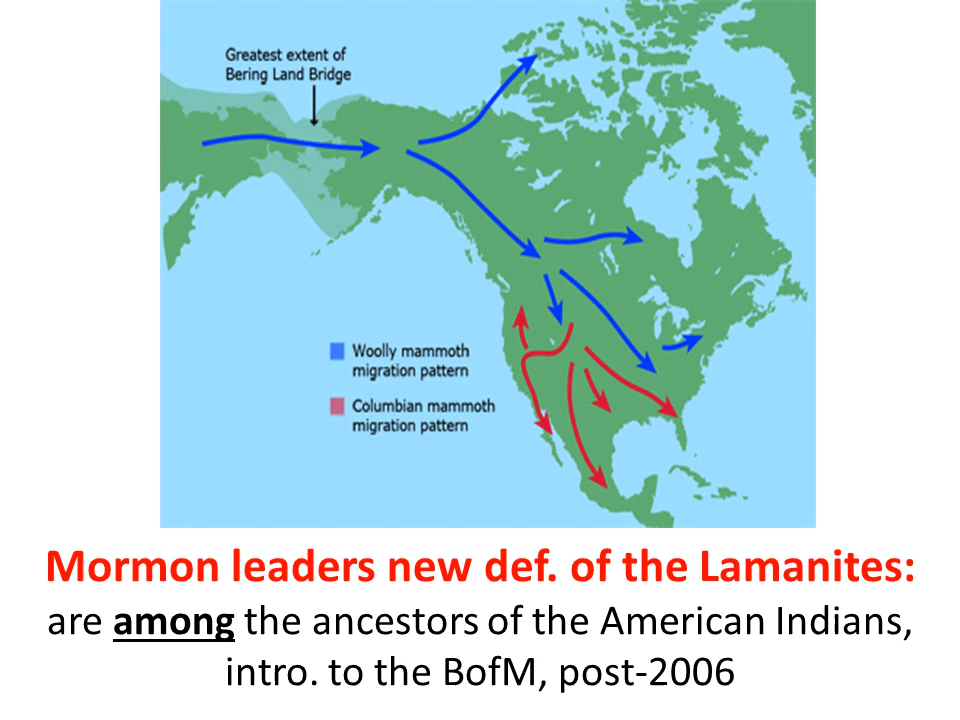 Greatest extent of
Bering Land Bridge
Woolly mammoth
migration pattern
Columbian mammoth
migration pattern
Mormon leaders new def. of the Lamanites:
are among the ancestors of the American Indians,
intro. to the BofM, post-2006